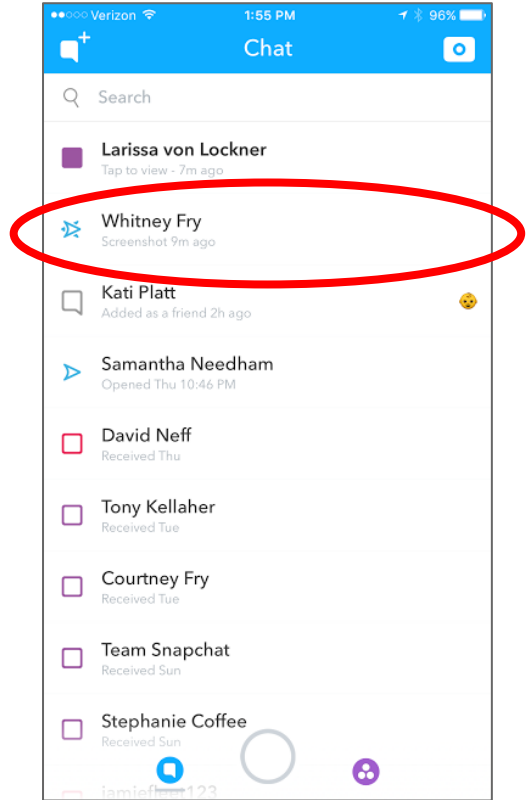 Verizon 1:55 PM 96%
Chat
Search
Larissa von Lockner
Tap to view - 7m ago
Whitney Fry
Screenshot 9m ago
Kati Platt
Added as a friend 2h ago
Samantha Needham
Opened Thu 10:46 PM
David Neff
Received Thu
Tony Kellaher
Received Tue
Courtney Fry
Received Tue
Team Snapchat
Received Sun
Stephanie Coffee
Received Sun
jamiefleet123